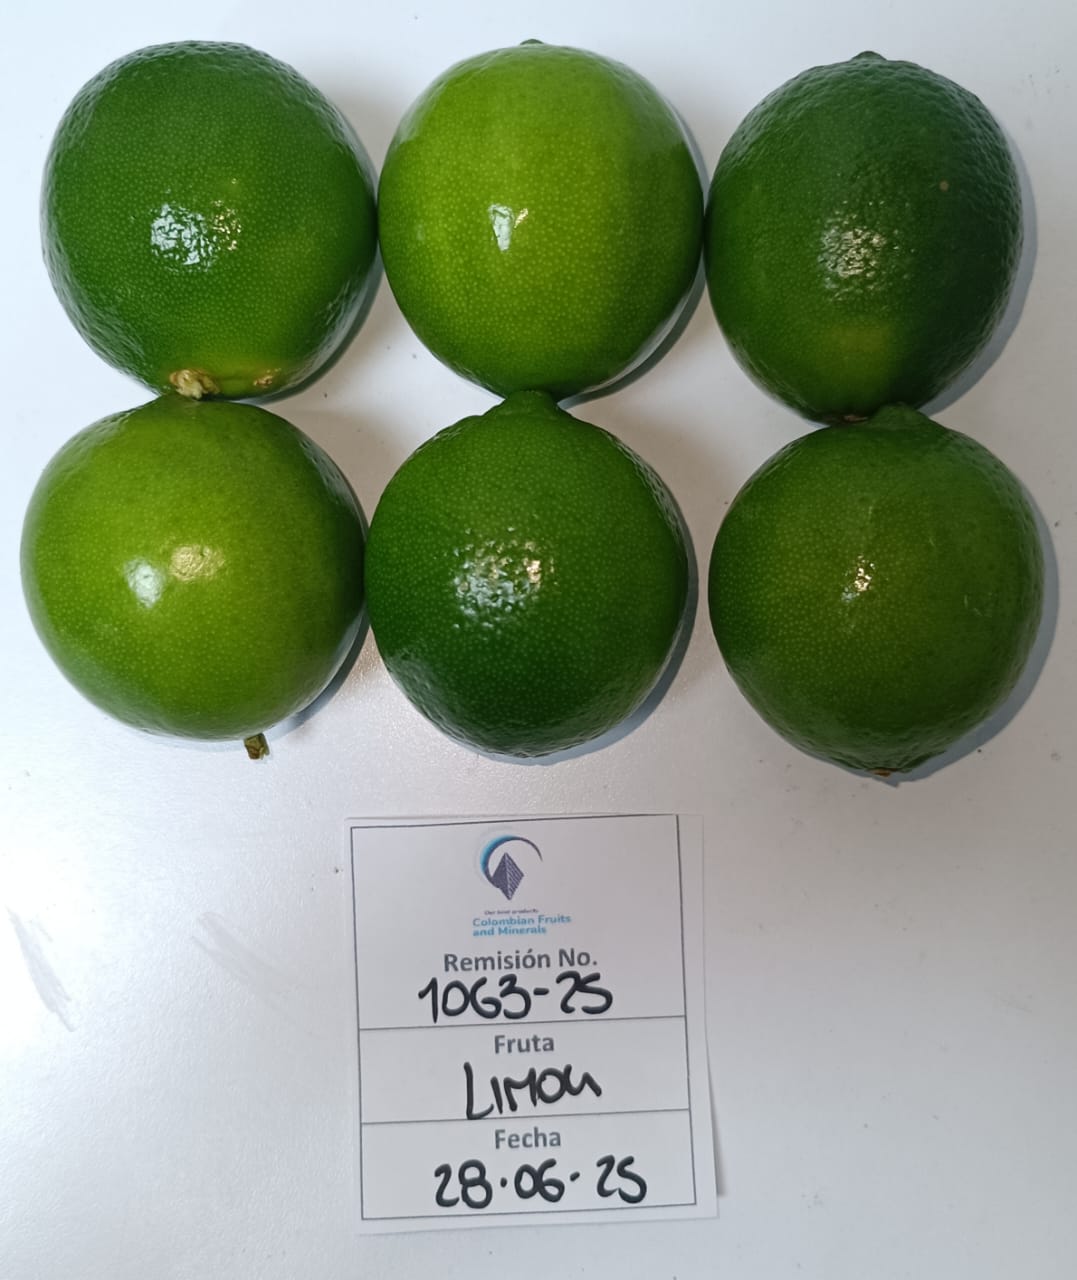 Our best products
Colombian Fruits
and Minerals
Remisión No.
1063-25
Fruta
LIMON
Fecha
28.06.25